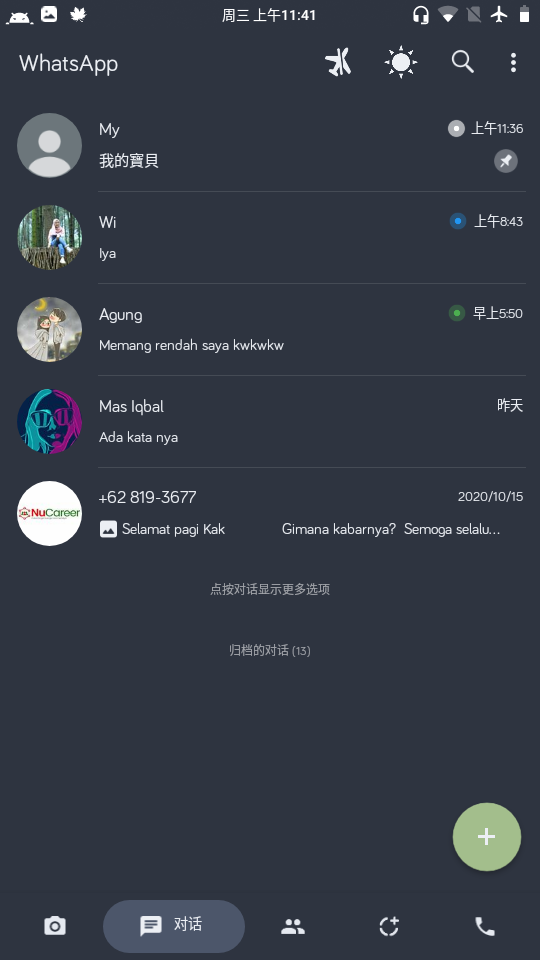 周三 上午11:41
WhatsApp
My 上午11:36
我的寶貝
Wi 上午8:43
Iya
Agung 早上5:50
Memang rendah saya kwkwkw
Mas Iqbal 昨天
Ada kata nya
NuCareer
+62 819-3677 2020/10/15
Selamat pagi Kak Gimana kabarnya? Semoga selalu...
点按对话显示更多选项
归档的对话 (13)
对话